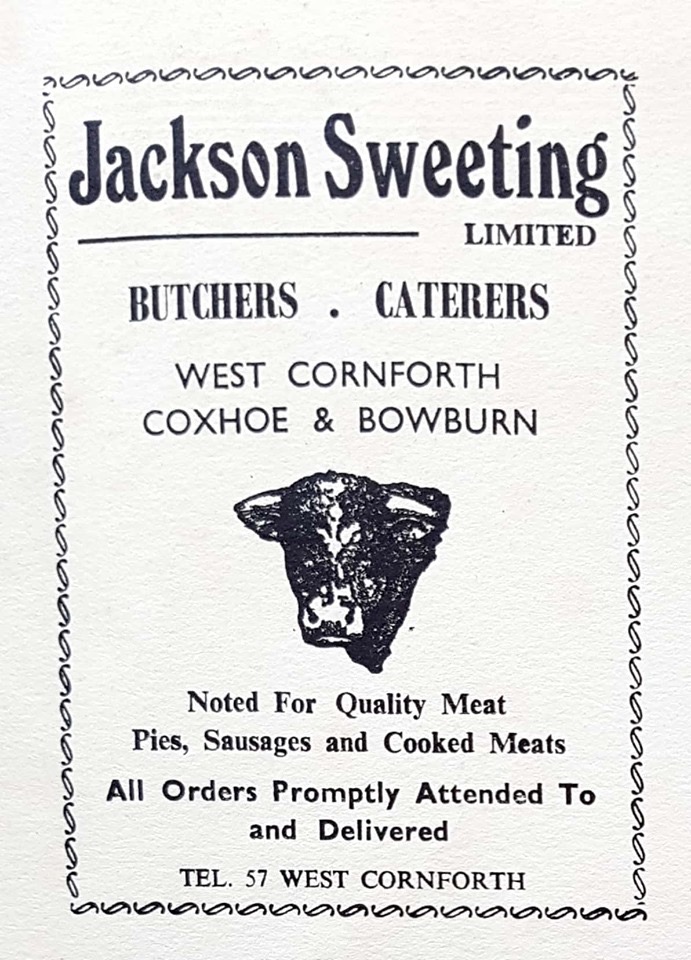 Jackson Sweeting
LIMITED
BUTCHERS . CATERERS
WEST CORNFORTH
COXHOE & BOWBURN
Noted For Quality Meat
Pies, Sausages and Cooked Meats
All Orders Promptly Attended To
and Delivered
TEL. 57 WEST CORNFORTH